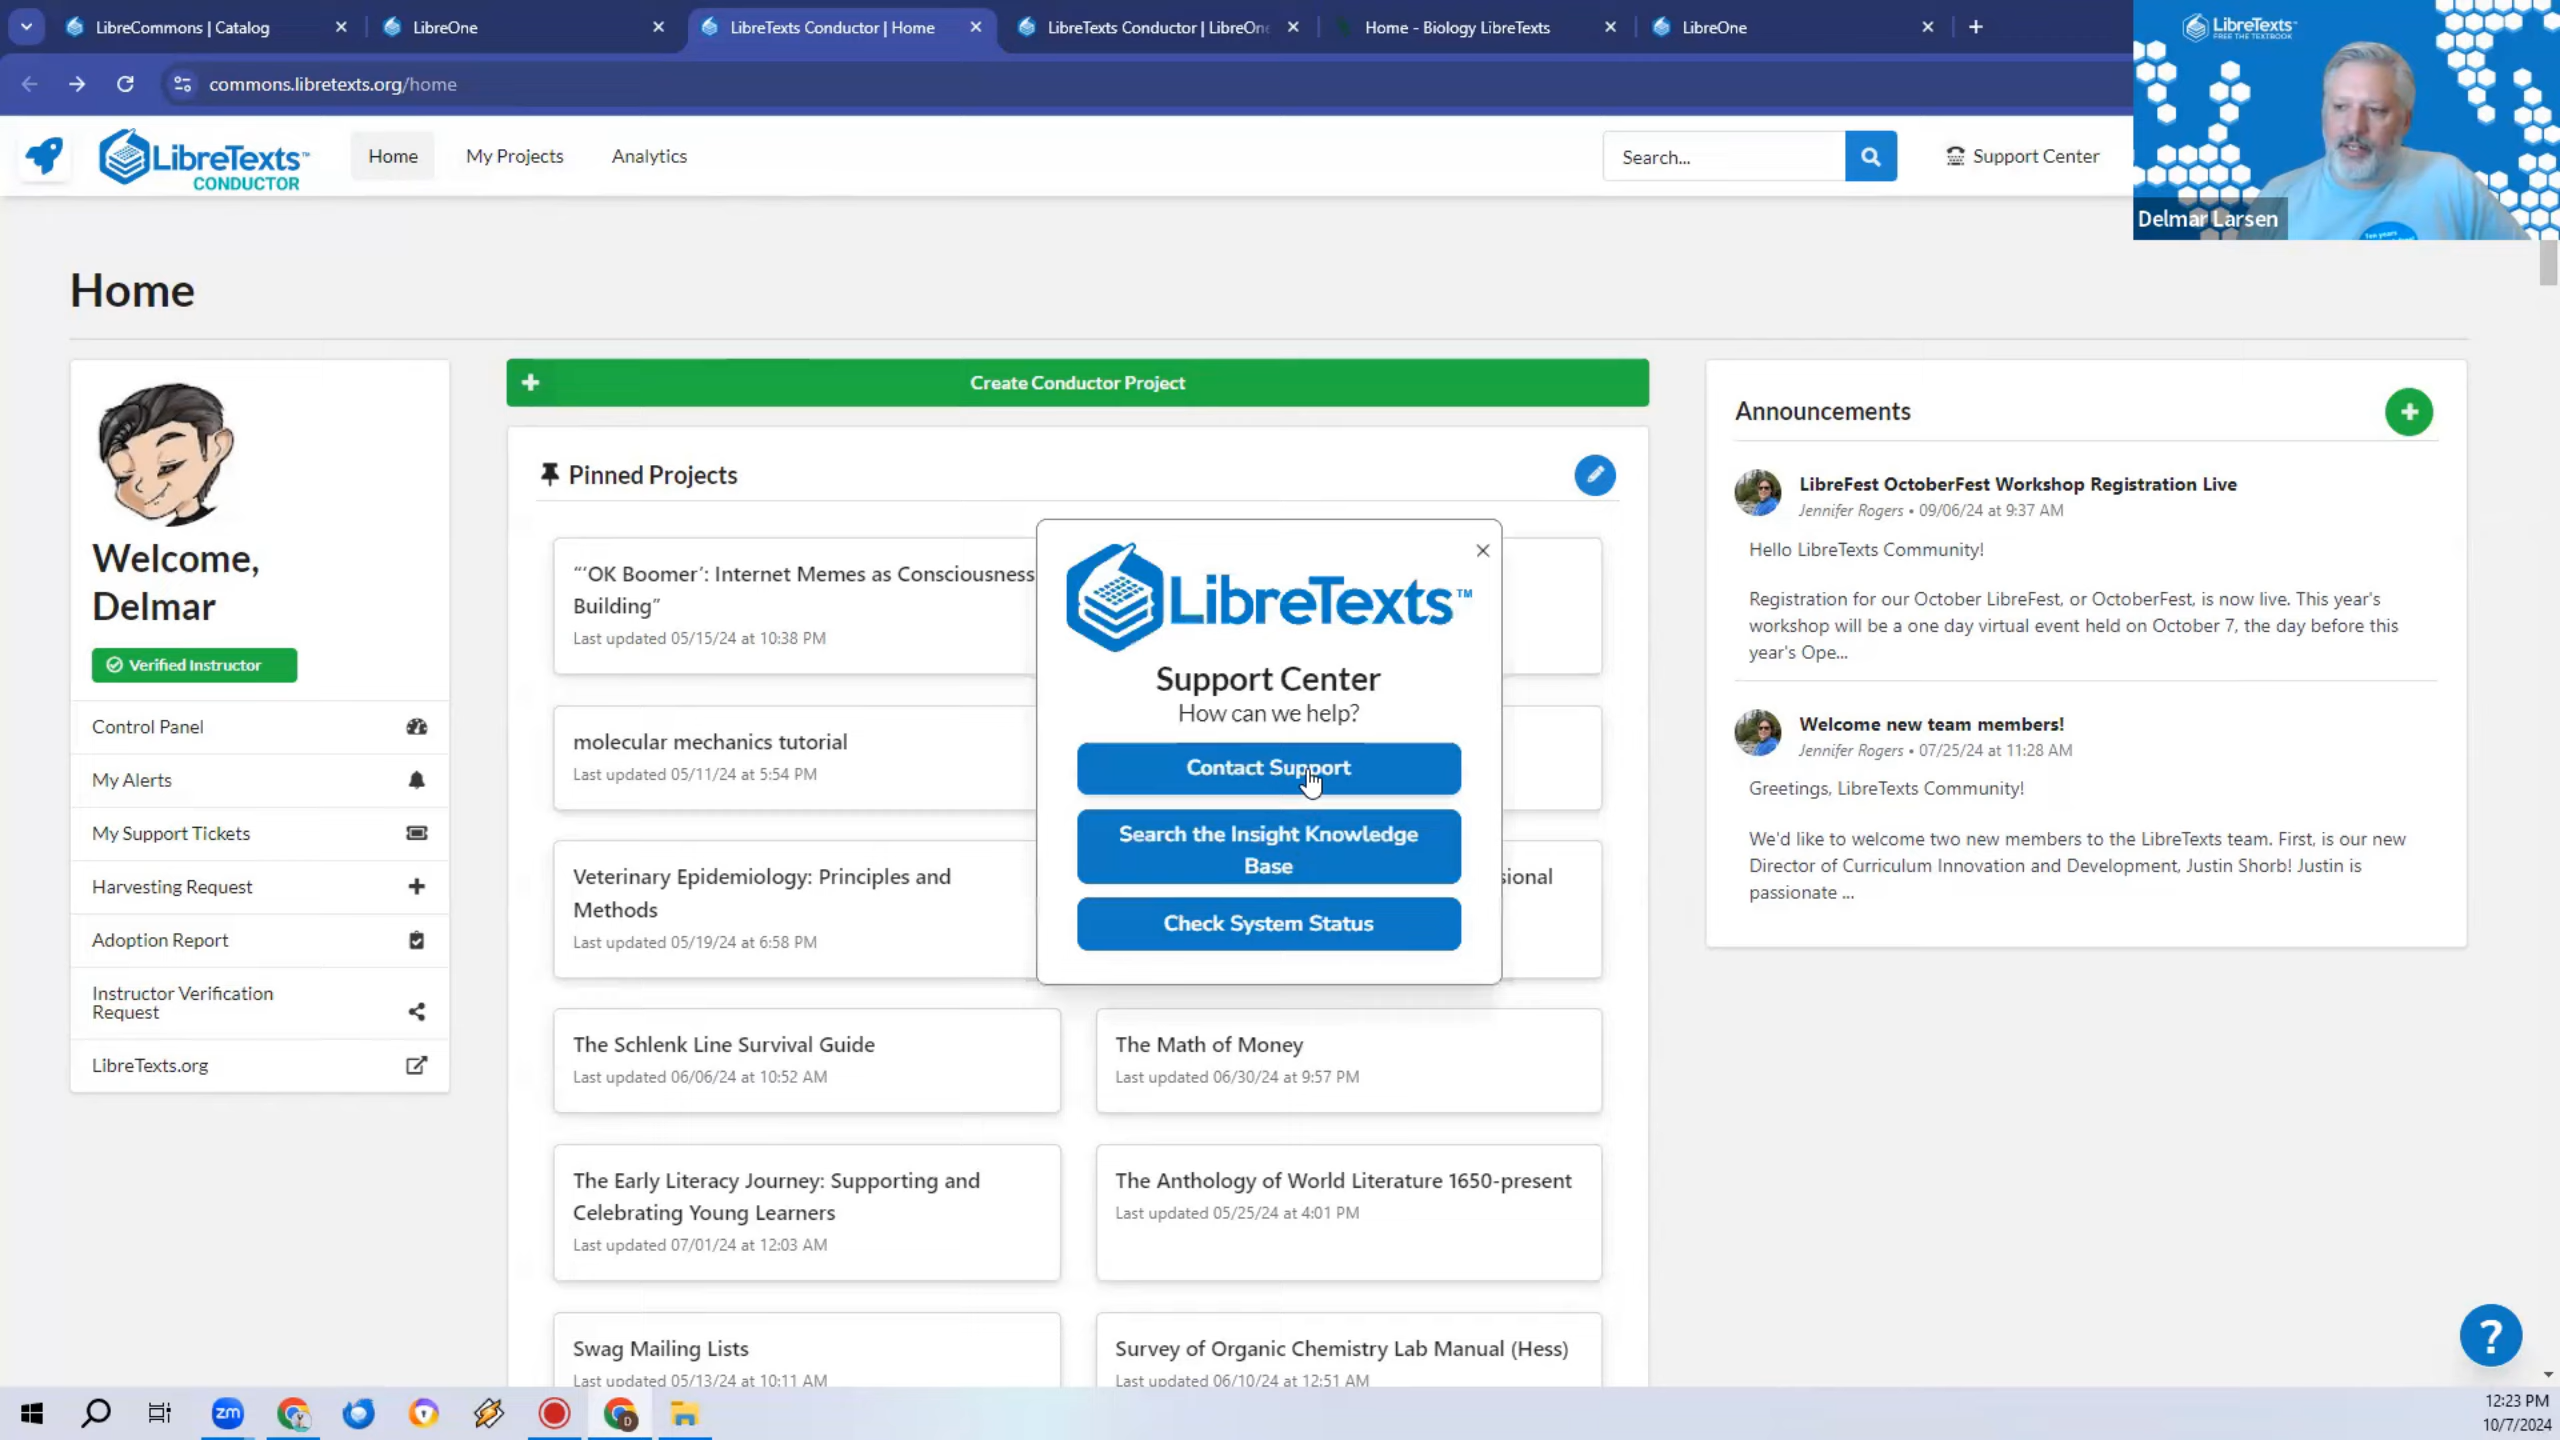 LibreCommons | Catalog
LibreOne
LibreTexts Conductor | Home
LibreTexts Conductor | LibreOn
Home - Biology LibreTexts
LibreOne
commons.libretexts.org/home
LibreTexts™
CONDUCTOR
Home
My Projects
Analytics
Search...
Support Center
LibreTexts™
FREE THE TEXTBOOK
Delmar Larsen
Ten years
Home
Welcome,
Delmar
Verified Instructor
Control Panel
My Alerts
My Support Tickets
Harvesting Request
Adoption Report
Instructor Verification
Request
LibreTexts.org
Create Conductor Project
Pinned Projects
"'OK Boomer': Internet Memes as Consciousness
Building"
Last updated 05/15/24 at 10:38 PM
molecular mechanics tutorial
Last updated 05/11/24 at 5:54 PM
Veterinary Epidemiology: Principles and
Methods
Last updated 05/19/24 at 6:58 PM
sional
The Schlenk Line Survival Guide
Last updated 06/06/24 at 10:52 AM
The Math of Money
Last updated 06/30/24 at 9:57 PM
The Early Literacy Journey: Supporting and
Celebrating Young Learners
Last updated 07/01/24 at 12:03 AM
The Anthology of World Literature 1650-present
Last updated 05/25/24 at 4:01 PM
Swag Mailing Lists
Last updated 05/13/24 at 10:11 AM
Survey of Organic Chemistry Lab Manual (Hess)
Last updated 06/10/24 at 12:51 AM
LibreTexts™
Support Center
How can we help?
Contact Support
Search the Insight Knowledge
Base
Check System Status
Announcements
LibreFest OctoberFest Workshop Registration Live
Jennifer Rogers • 09/06/24 at 9:37 AM
Hello LibreTexts Community!
Registration for our October LibreFest, or OctoberFest, is now live. This year's
workshop will be a one day virtual event held on October 7, the day before this
year's Ope...
Welcome new team members!
Jennifer Rogers • 07/25/24 at 11:28 AM
Greetings, LibreTexts Community!
We'd like to welcome two new members to the LibreTexts team. First, is our new
Director of Curriculum Innovation and Development, Justin Shorb! Justin is
passionate ...
?
zm
D
12:23 PM
10/7/2024